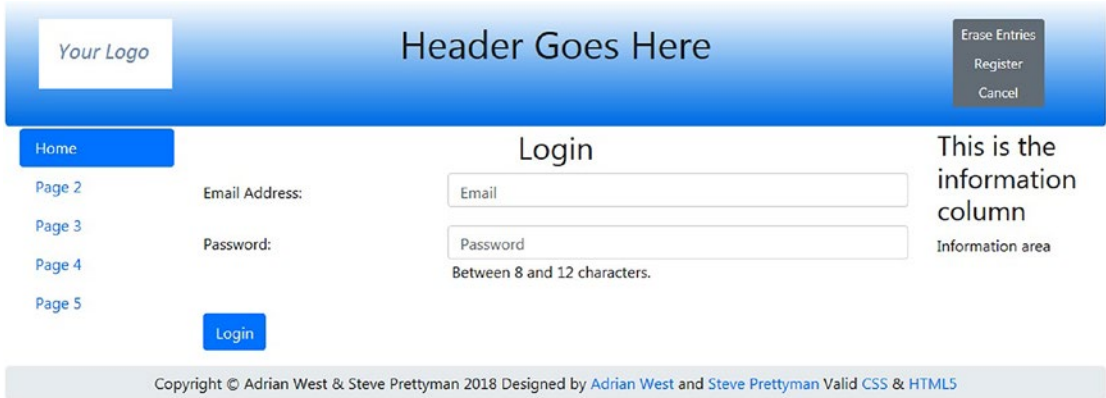 Your Logo
Header Goes Here
Erase Entries
Register
Cancel
Home
Page 2
Page 3
Page 4
Page 5
Login
Email Address:
Email
Password:
Password
Between 8 and 12 characters.
Login
This is the
information
column
Information area
Copyright © Adrian West & Steve Prettyman 2018 Designed by Adrian West and Steve Prettyman Valid CSS & HTML5